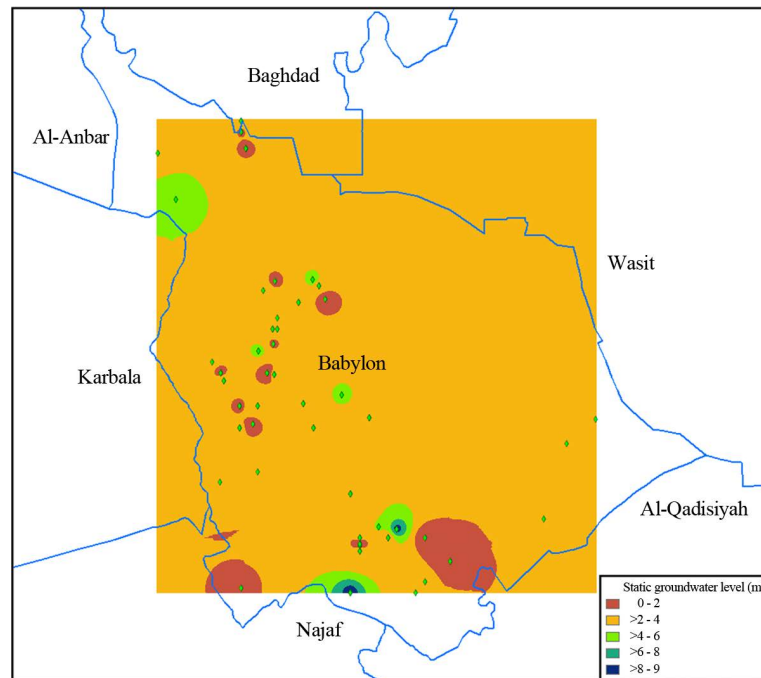 Baghdad
Al-Anbar
Wasit
Karbala
Babylon
Al-Qadisiyah
Najaf
Static groundwater level (m
0 - 2
>2 - 4
>4 - 6
>6 - 8
>8 - 9